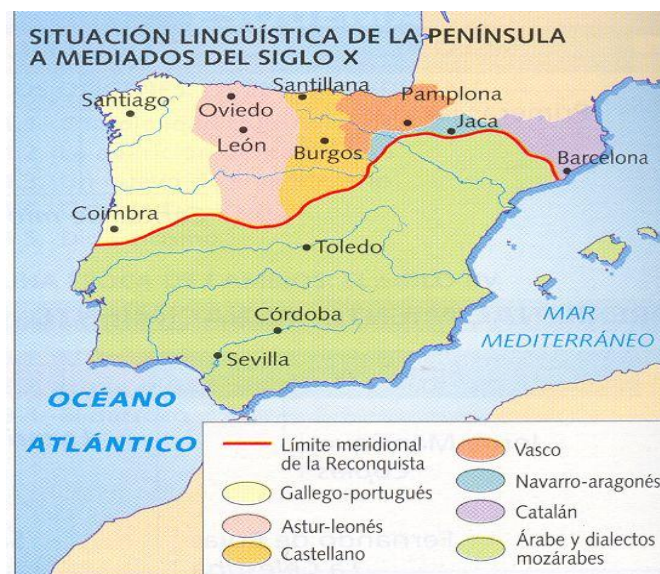 SITUACIÓN LINGÜÍSTICA DE LA PENÍNSULA
A MEDIADOS DEL SIGLO X
Santillana
Santiago
Oviedo
Pamplona
León
Jaca
Burgos
Barcelona
Coimbra
Toledo
Córdoba
Sevilla
MAR
MEDITERRÁNEO
OCÉANO
ATLÁNTICO
Límite meridional
de la Reconquista
Gallego-portugués
Astur-leonés
Castellano
Vasco
Navarro-aragonés
Catalán
Árabe y dialectos
mozárabes